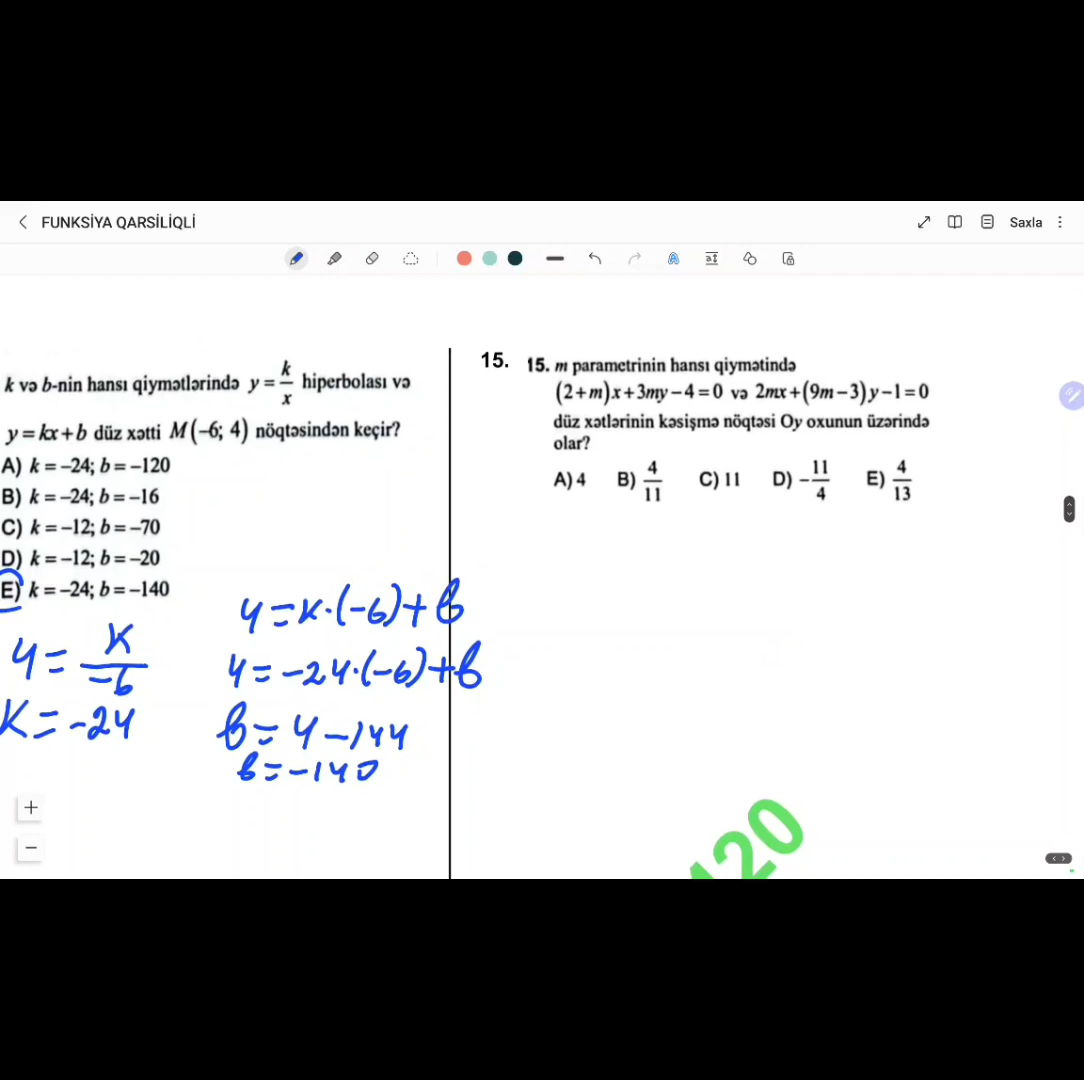 FUNKSİYA QARSİLİQLİ
Saxla
k və b-nin hansı qiymətlərində y = k/x hiperbolası və
y = kx + b düz xətti M(−6; 4) nöqtəsindən keçir?
A) k = −24; b = −120
B) k = −24; b = −16
C) k = −12; b = −70
D) k = −12; b = −20
E) k = −24; b = −140
4 = k/−6
K = −24
4 = k·(−6)+b
4 = −24·(−6)+b
b = 4 − 144
b = −140
15. 15. m parametrinin hansı qiymətində
(2+m)x+3my−4=0 və 2mx+(9m−3)y−1=0
düz xətlərinin kəsişmə nöqtəsi Oy oxunun üzərində
olar?
A) 4 B) 4/11 C) 11 D) −11/4 E) 4/13
120